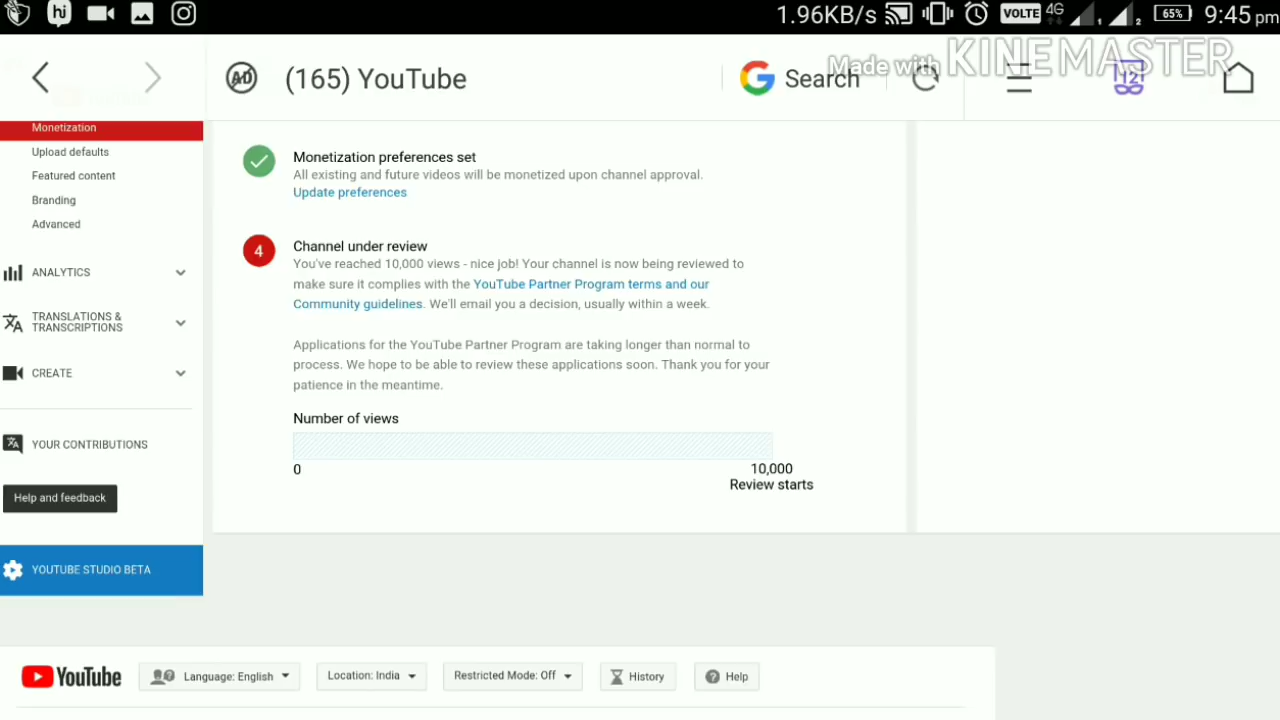 hi
1.96KB/s VOLTE 4G 1 2 65% 9:45 pm
Made with KINEMASTER
AD (165) YouTube G Search 12
Monetization
Upload defaults
Featured content
Branding
Advanced
ANALYTICS
TRANSLATIONS &
TRANSCRIPTIONS
CREATE
YOUR CONTRIBUTIONS
Help and feedback
YOUTUBE STUDIO BETA
Monetization preferences set
All existing and future videos will be monetized upon channel approval.
Update preferences
4 Channel under review
You've reached 10,000 views - nice job! Your channel is now being reviewed to
make sure it complies with the YouTube Partner Program terms and our
Community guidelines. We'll email you a decision, usually within a week.
Applications for the YouTube Partner Program are taking longer than normal to
process. We hope to be able to review these applications soon. Thank you for your
patience in the meantime.
Number of views
0 10,000
Review starts
YouTube Language: English Location: India Restricted Mode: Off History Help